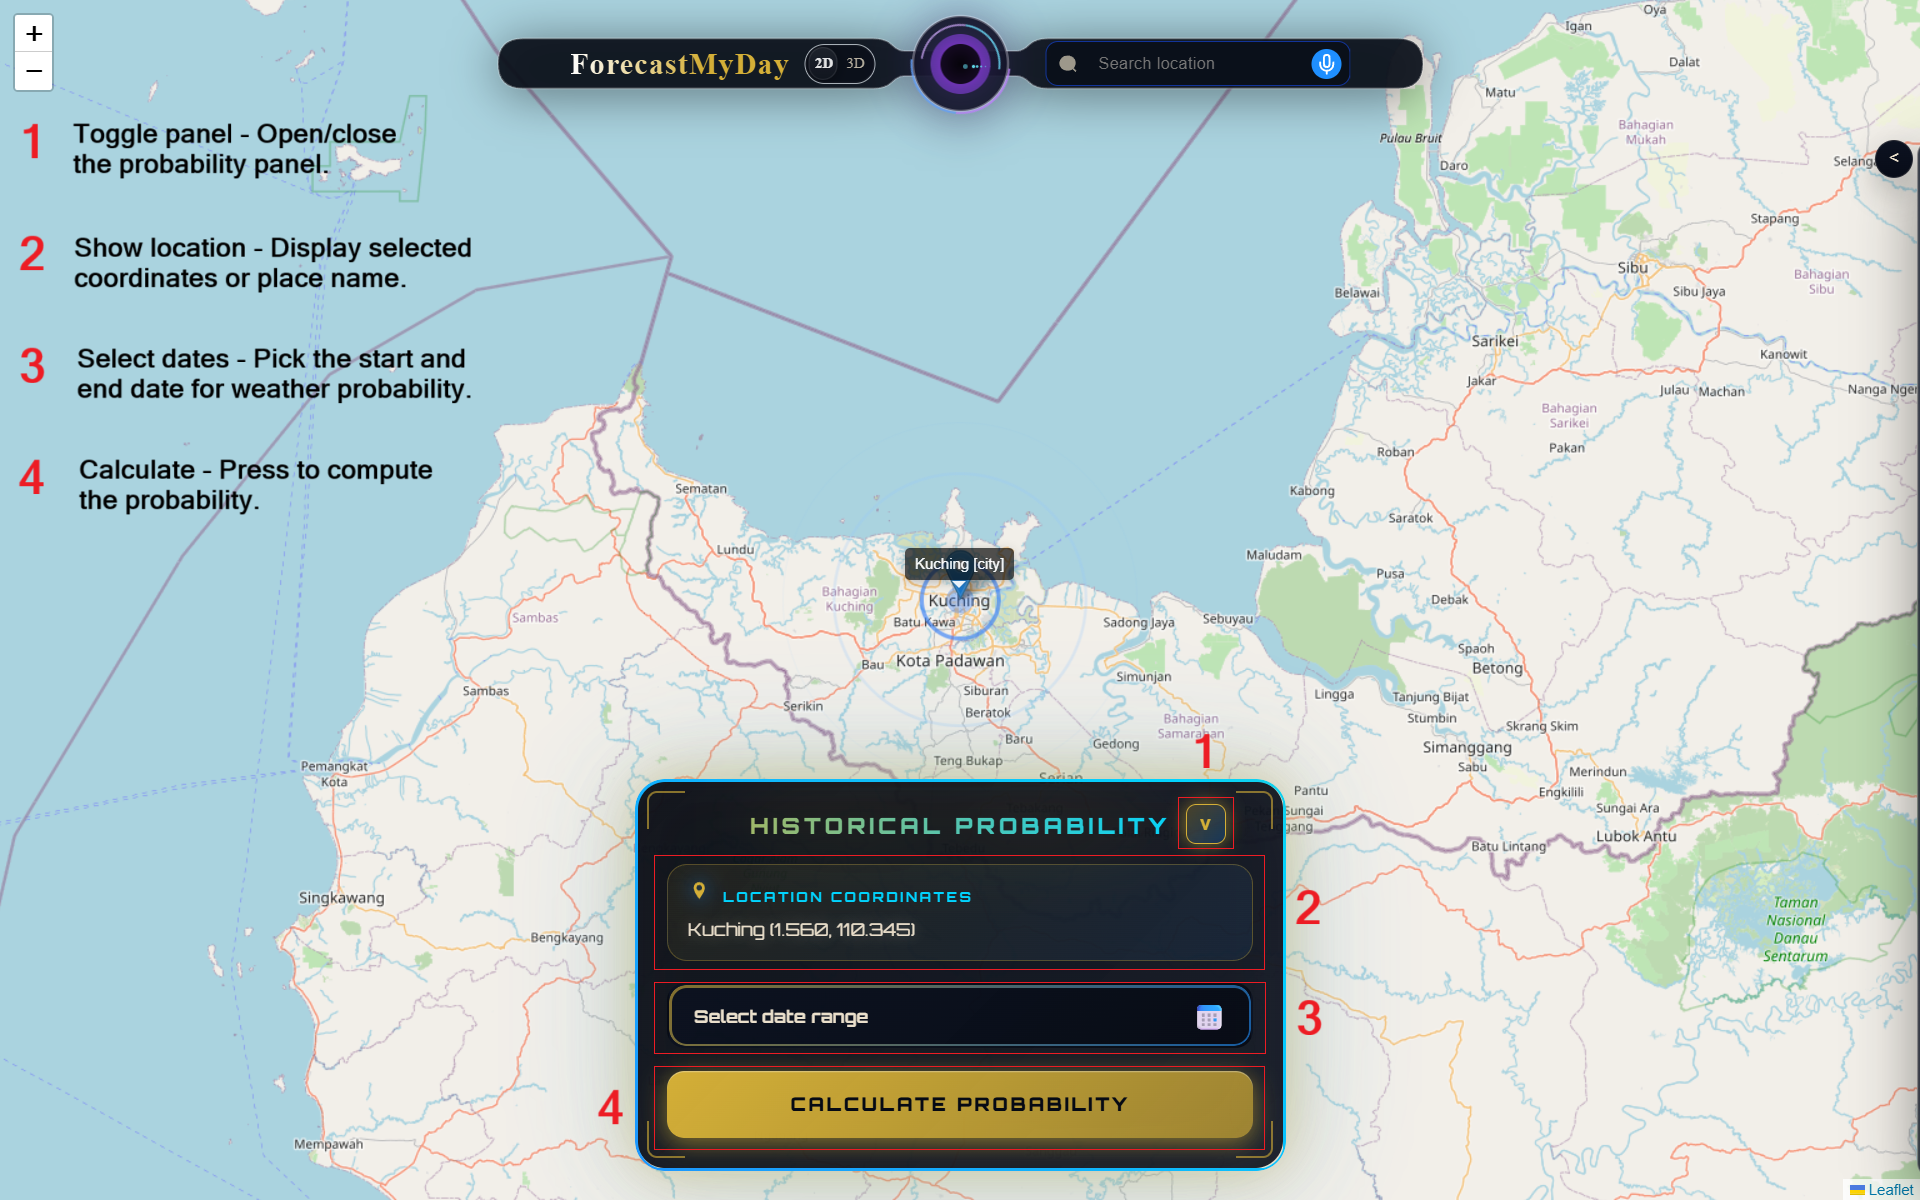 +
−
ForecastMyDay
2D 3D
Search location
<
1
Toggle panel - Open/close
the probability panel.
2
Show location - Display selected
coordinates or place name.
3
Select dates - Pick the start and
end date for weather probability.
4
Calculate - Press to compute
the probability.
Igan
Oya
Dalat
Matu
Bahagian
Mukah
Pulau Bruit
Daro
Stapang
Sibu
Bahagian
Sibu
Sibu Jaya
Belawai
Sarikei
Kanowit
Jakar
Julau
Machan
Bahagian
Sarikei
Pakan
Roban
Kabong
Saratok
Maludam
Pusa
Debak
Sematan
Lundu
Kuching [city]
Kuching
Bahagian
Kuching
Batu Kawa
Sadong Jaya
Sebuyau
Sambas
Bau
Kota Padawan
Simunjan
Spaoh
Betong
Sambas
Serikin
Siburan
Beratok
Lingga
Tanjung Bijat
Stumbin
Skrang Skim
Bahagian
Samarahan
Baru
Gedong
Simanggang
Sabu
Teng Bukap
Merindun
Pemangkat
Kota
Pantu
Engkilili
Sungai Ara
Lubok Antu
Batu Lintang
Singkawang
Bengkayang
Taman
Nasional
Danau
Sentarum
Mempawah
1
HISTORICAL PROBABILITY
V
2
LOCATION COORDINATES
Kuching (1.560, 110.345)
3
Select date range
4
CALCULATE PROBABILITY
Leaflet